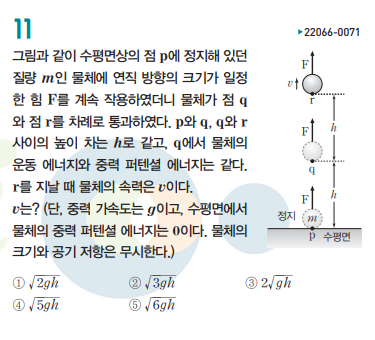 11
▶22066-0071
그림과 같이 수평면상의 점 p에 정지해 있던
질량 m인 물체에 연직 방향의 크기가 일정
한 힘 F를 계속 작용하였더니 물체가 점 q
와 점 r를 차례로 통과하였다. p와 q, q와 r
사이의 높이 차는 h로 같고, q에서 물체의
운동 에너지와 중력 퍼텐셜 에너지는 같다.
r를 지날 때 물체의 속력은 v이다.
v는? (단, 중력 가속도는 g이고, 수평면에서
물체의 중력 퍼텐셜 에너지는 0이다. 물체의
크기와 공기 저항은 무시한다.)
F
v
r
h
F
q
h
F
정지 m
p 수평면
① √2gh ② √3gh ③ 2√gh
④ √5gh ⑤ √6gh